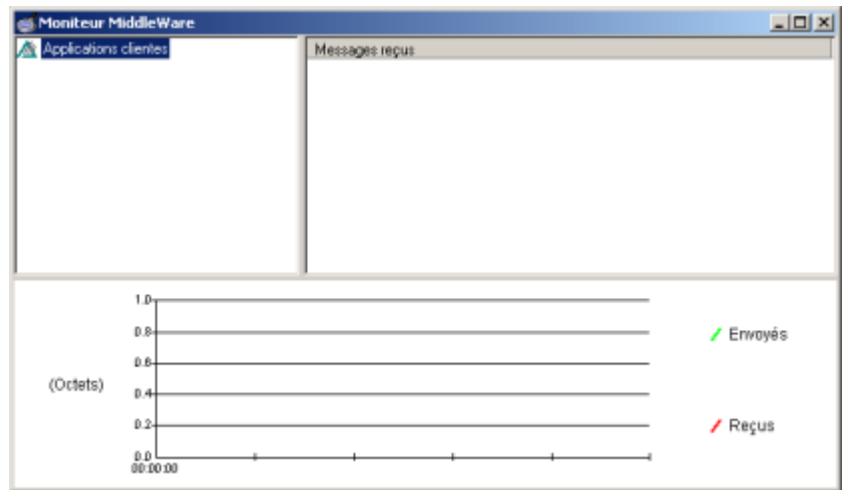 Moniteur MiddleWare
Applications clientes
Messages reçus
1.0
0.8
0.6
(Octets)
0.4
0.2
0.0
00:00:00
Envoyés
Reçus